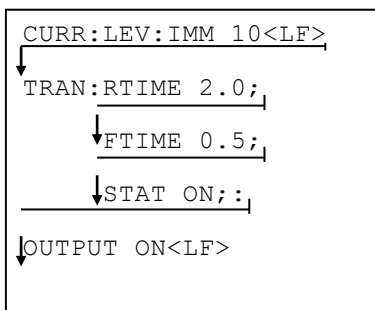 CURR:LEV:IMM 10<LF>
TRAN:RTIME 2.0;
FTIME 0.5;
STAT ON;:
OUTPUT ON<LF>